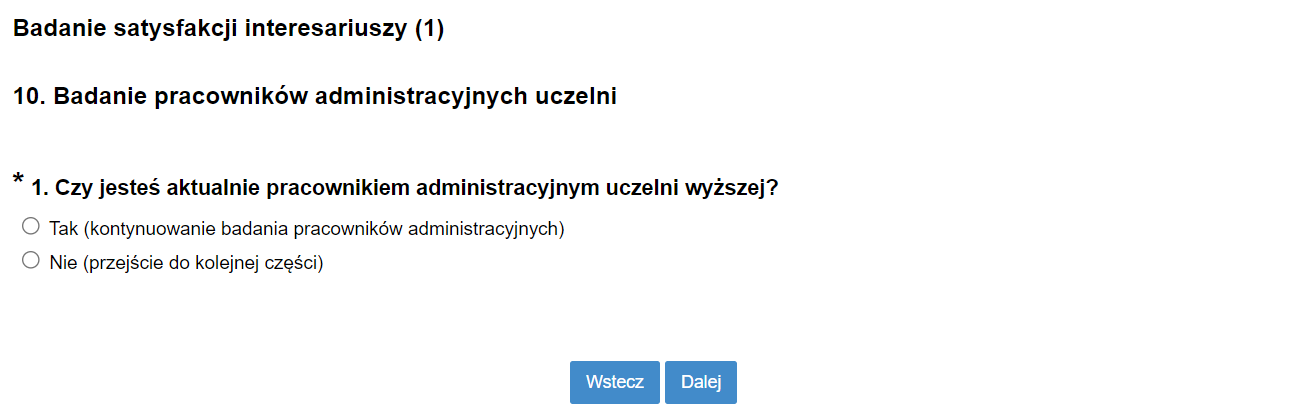 Badanie satysfakcji interesariuszy (1)
10. Badanie pracowników administracyjnych uczelni
* 1. Czy jesteś aktualnie pracownikiem administracyjnym uczelni wyższej?
Tak (kontynuowanie badania pracowników administracyjnych)
Nie (przejście do kolejnej części)
Wstecz Dalej